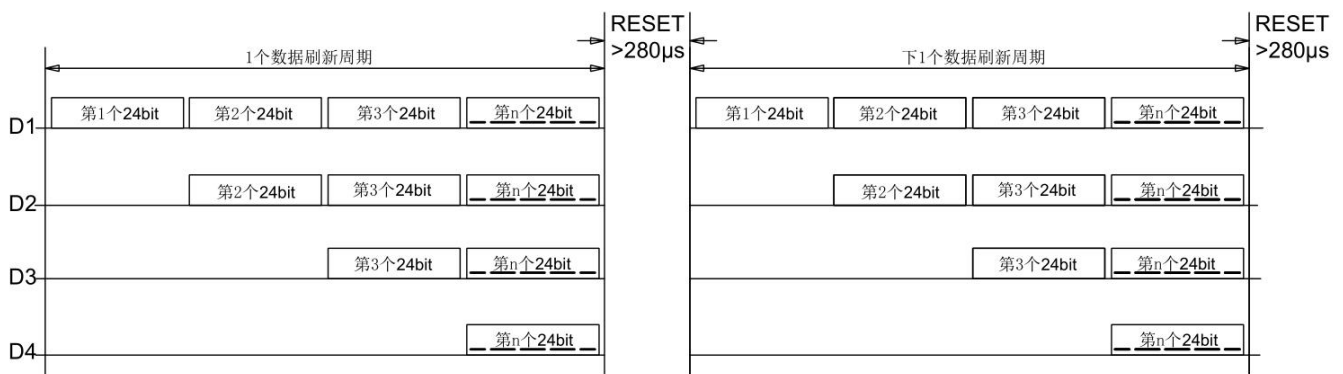 RESET
>280μs
RESET
>280μs
1个数据刷新周期
下1个数据刷新周期
D1 第1个24bit 第2个24bit 第3个24bit 第n个24bit 第1个24bit 第2个24bit 第3个24bit 第n个24bit
D2 第2个24bit 第3个24bit 第n个24bit 第2个24bit 第3个24bit 第n个24bit
D3 第3个24bit 第n个24bit 第3个24bit 第n个24bit
D4 第n个24bit 第n个24bit